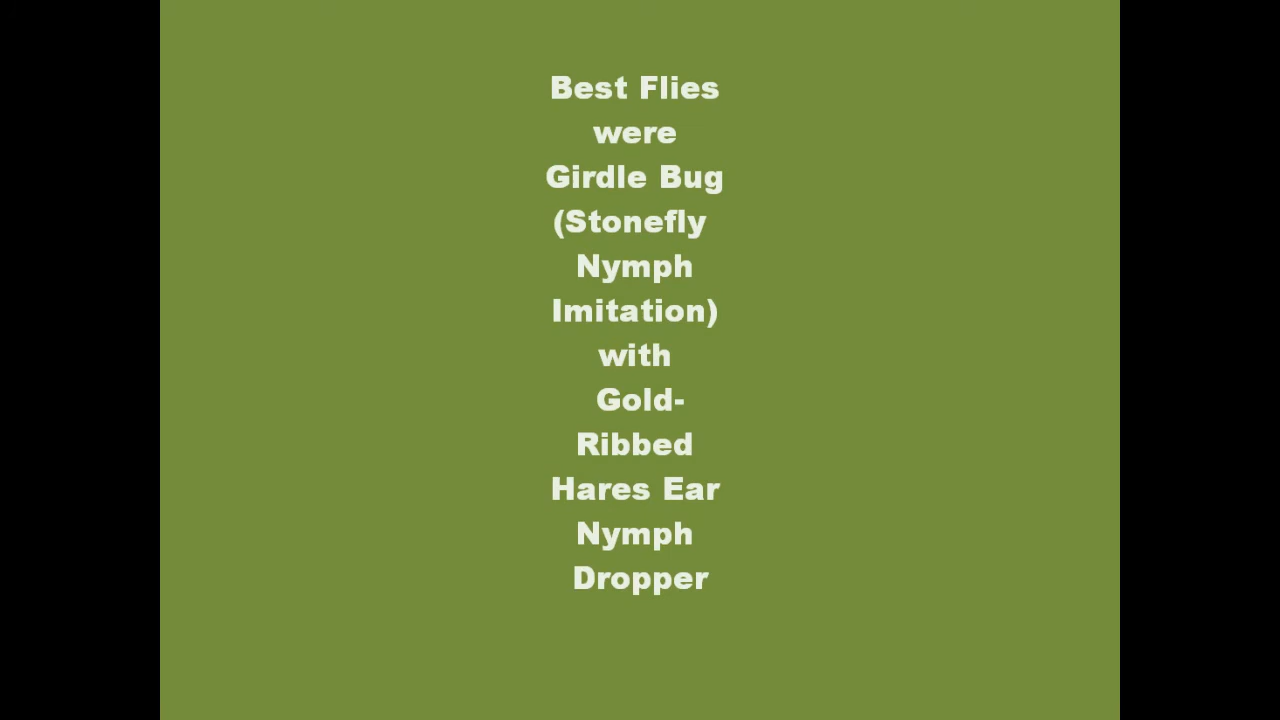 Best Flies
were
Girdle Bug
(Stonefly
Nymph
Imitation)
with
Gold-
Ribbed
Hares Ear
Nymph
Dropper